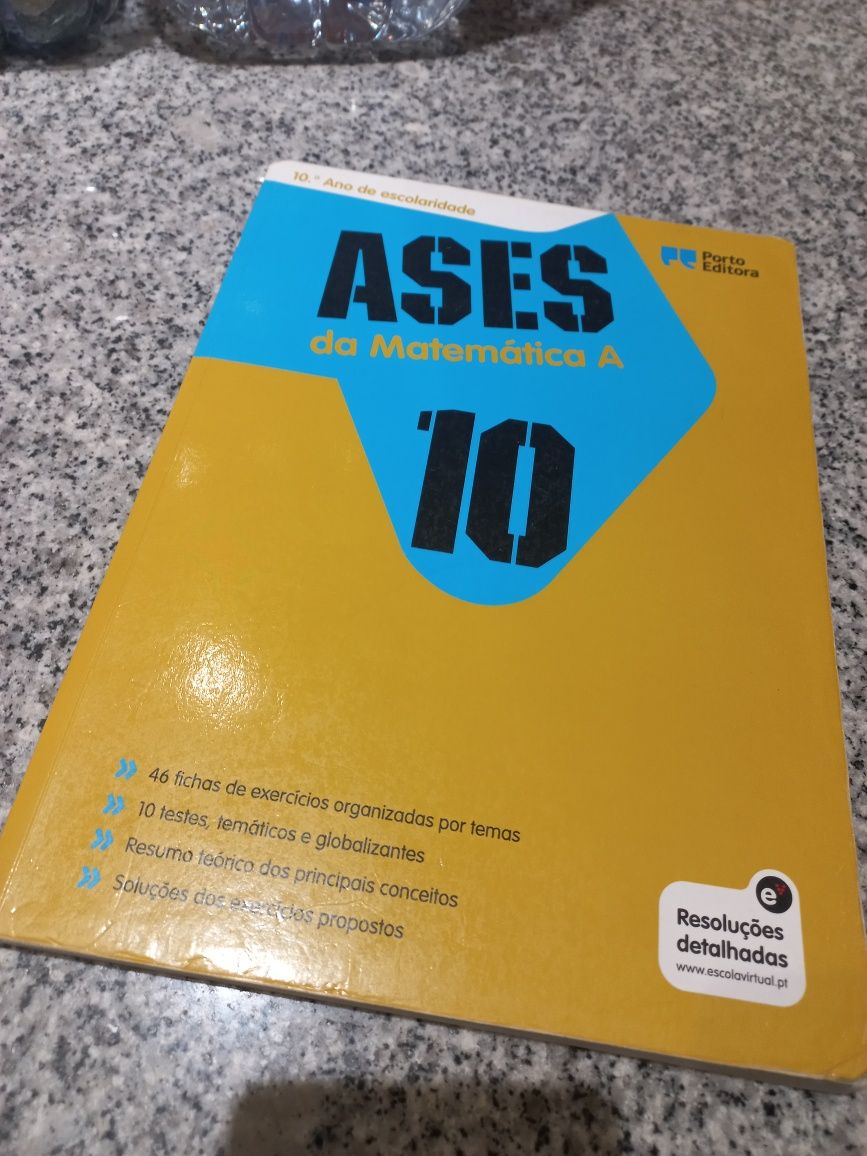 10.º Ano de escolaridade
ASES
da Matemática A
10
Porto
Editora
46 fichas de exercícios organizadas por temas
10 testes, temáticos e globalizantes
Resumo teórico dos principais conceitos
Soluções dos exercícios propostos
e
Resoluções
detalhadas
www.escolavirtual.pt